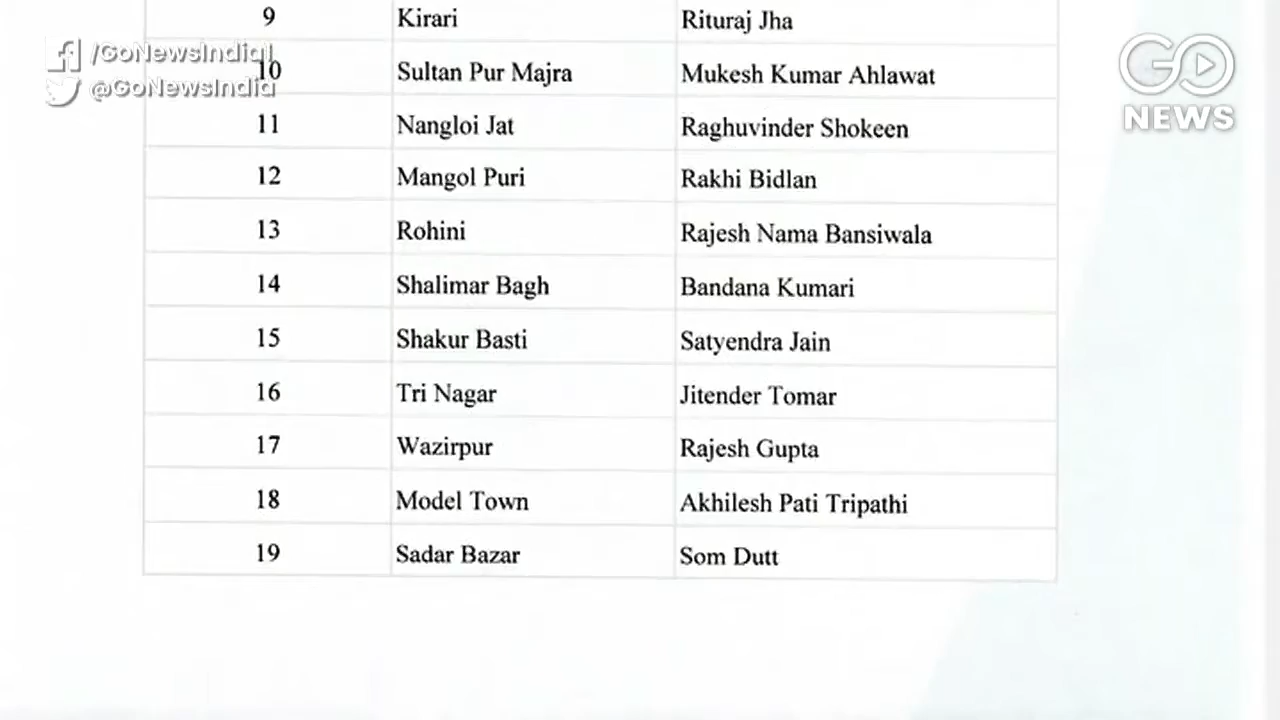 9 Kirari Rituraj Jha
/GoNewsIndia1
10 Sultan Pur Majra Mukesh Kumar Ahlawat
@GoNewsIndia
GO
NEWS
11 Nangloi Jat Raghuvinder Shokeen
12 Mangol Puri Rakhi Bidlan
13 Rohini Rajesh Nama Bansiwala
14 Shalimar Bagh Bandana Kumari
15 Shakur Basti Satyendra Jain
16 Tri Nagar Jitender Tomar
17 Wazirpur Rajesh Gupta
18 Model Town Akhilesh Pati Tripathi
19 Sadar Bazar Som Dutt